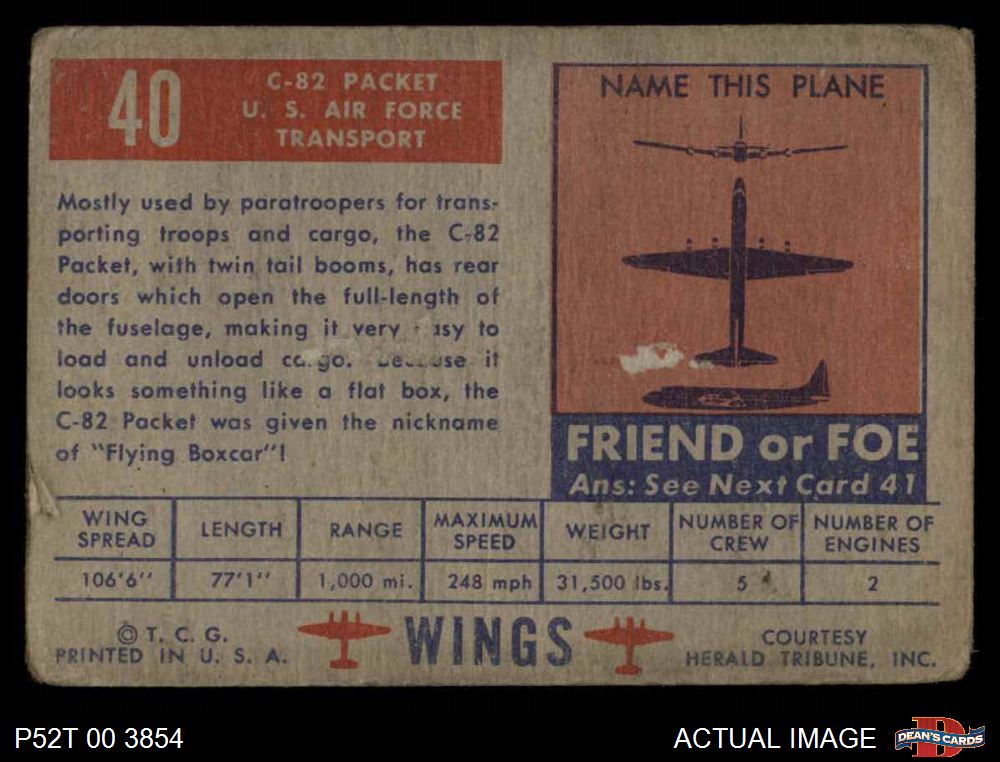 40
C-82 PACKET
U. S. AIR FORCE
TRANSPORT
Mostly used by paratroopers for trans-
porting troops and cargo, the C-82
Packet, with twin tail booms, has rear
doors which open the full-length of
the fuselage, making it very to
load and unload it
looks something like a flat box, the
C-82 Packet was given the nickname
of "Flying Boxcar"!
NAME THIS PLANE
FRIEND or FOE
Ans: See Next Card 41
WING SPREAD LENGTH RANGE MAXIMUM SPEED WEIGHT NUMBER OF CREW NUMBER OF ENGINES
106'6" 77'1" 1,000 mi. 248 mph 31,500 lbs. 5 2
© T. C. G.
PRINTED IN U. S. A.
WINGS
COURTESY
HERALD TRIBUNE, INC.
P52T 00 3854
ACTUAL IMAGE
DEAN'S CARDS